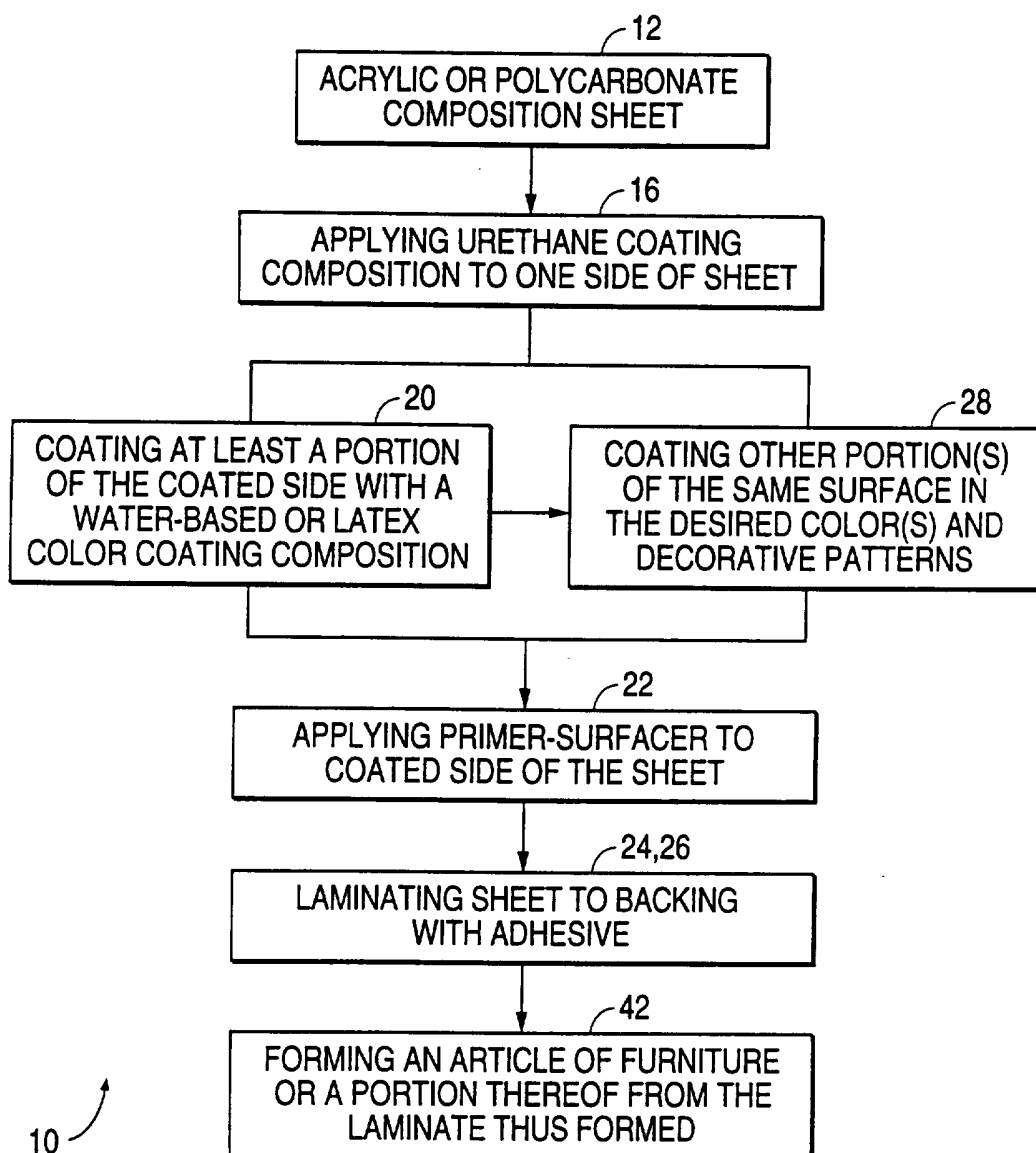 12
ACRYLIC OR POLYCARBONATE
COMPOSITION SHEET
16
APPLYING URETHANE COATING
COMPOSITION TO ONE SIDE OF SHEET
20
COATING AT LEAST A PORTION
OF THE COATED SIDE WITH A
WATER-BASED OR LATEX
COLOR COATING COMPOSITION
28
COATING OTHER PORTION(S)
OF THE SAME SURFACE IN
THE DESIRED COLOR(S) AND
DECORATIVE PATTERNS
22
APPLYING PRIMER-SURFACER TO
COATED SIDE OF THE SHEET
24,26
LAMINATING SHEET TO BACKING
WITH ADHESIVE
42
FORMING AN ARTICLE OF FURNITURE
OR A PORTION THEREOF FROM THE
LAMINATE THUS FORMED
10